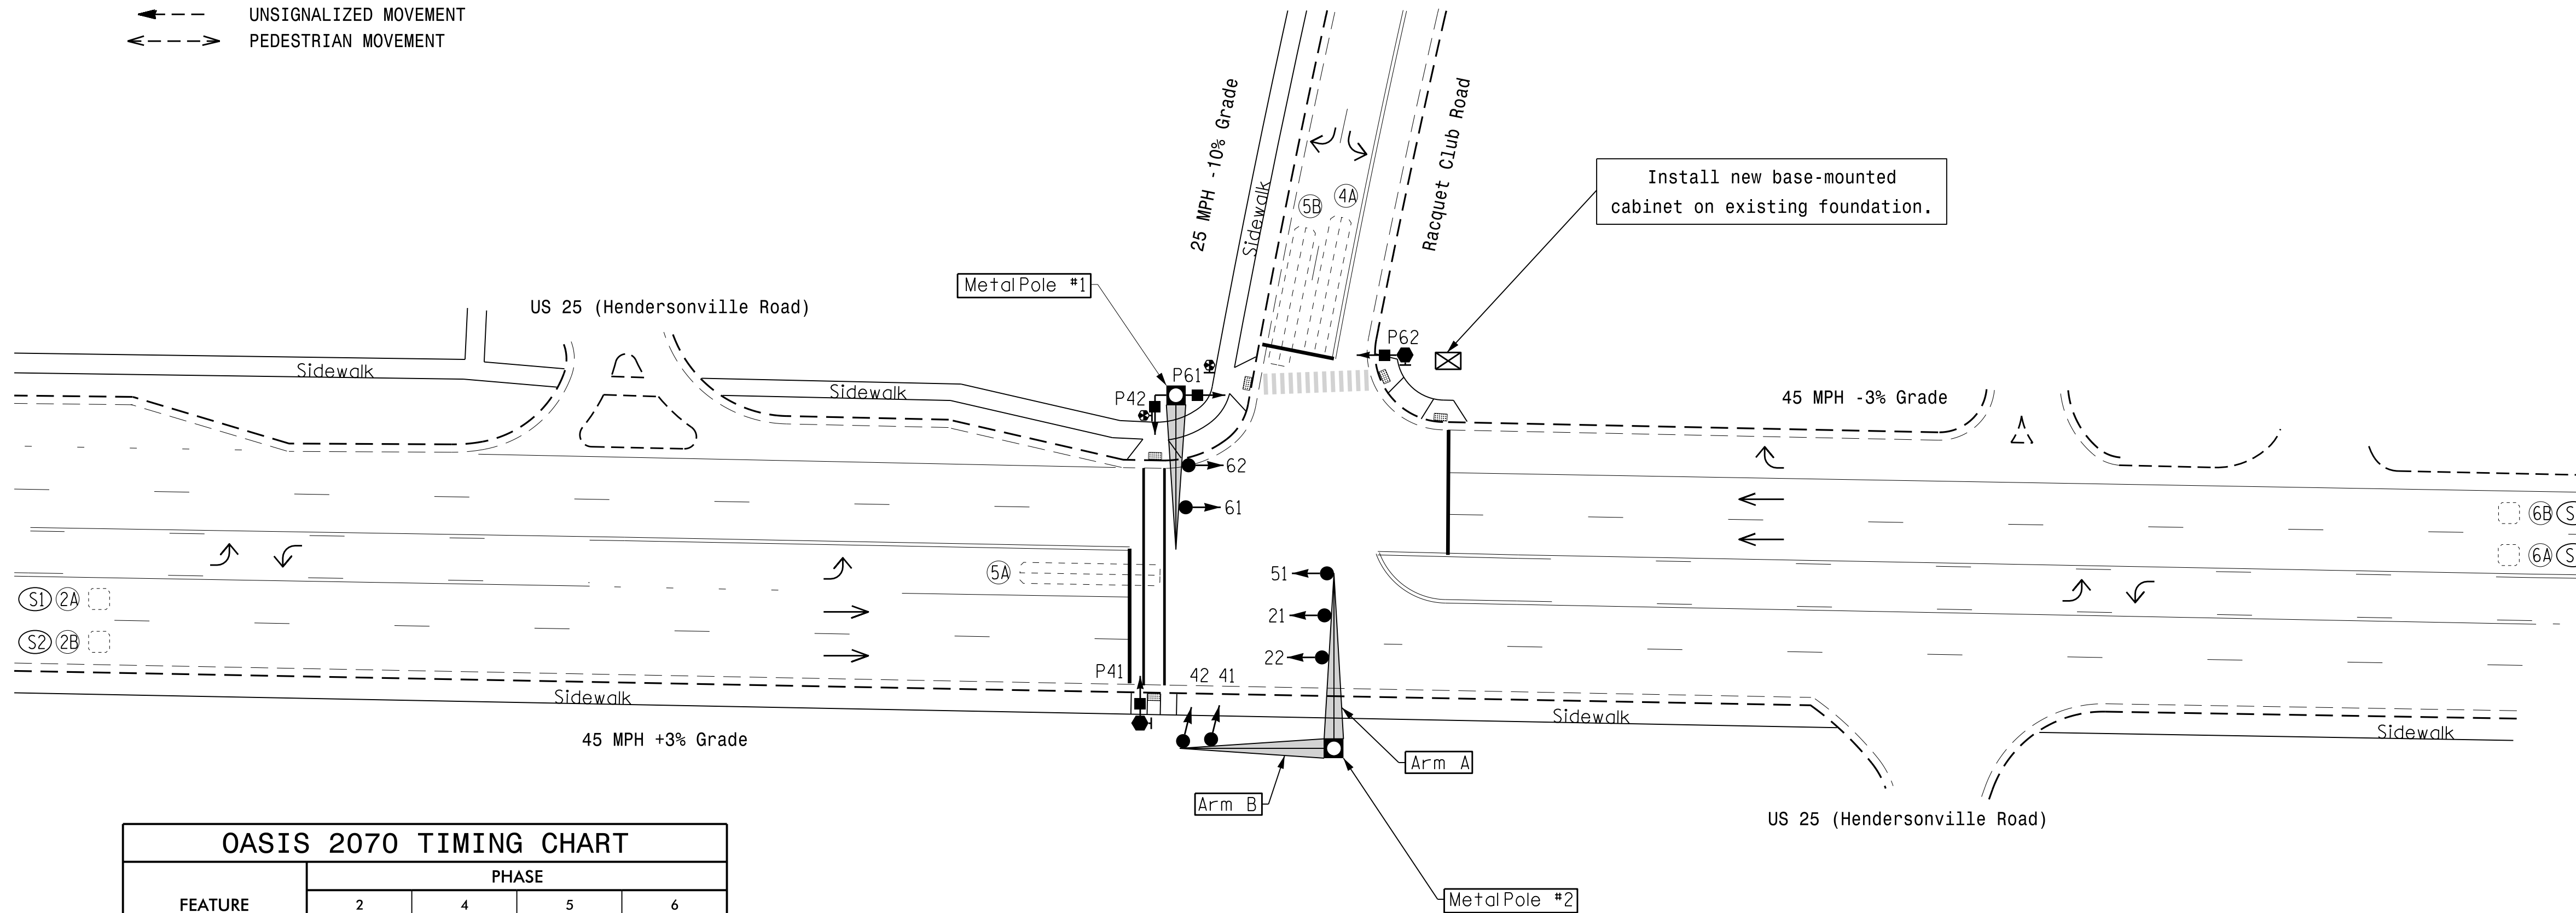 UNSIGNALIZED MOVEMENT
PEDESTRIAN MOVEMENT
25 MPH -10% Grade
Sidewalk
Racquet Club Road
5B
4A
Install new base-mounted
cabinet on existing foundation.
Metal Pole #1
US 25 (Hendersonville Road)
P62
P61
P42
Sidewalk
Sidewalk
45 MPH -3% Grade
62
61
6B
6A
5A
51
S1 2A
21
S2 2B
22
P41
42 41
Sidewalk
Sidewalk
Sidewalk
45 MPH +3% Grade
Arm A
Arm B
US 25 (Hendersonville Road)
Metal Pole #2
OASIS 2070 TIMING CHART
PHASE
FEATURE
2 4 5 6